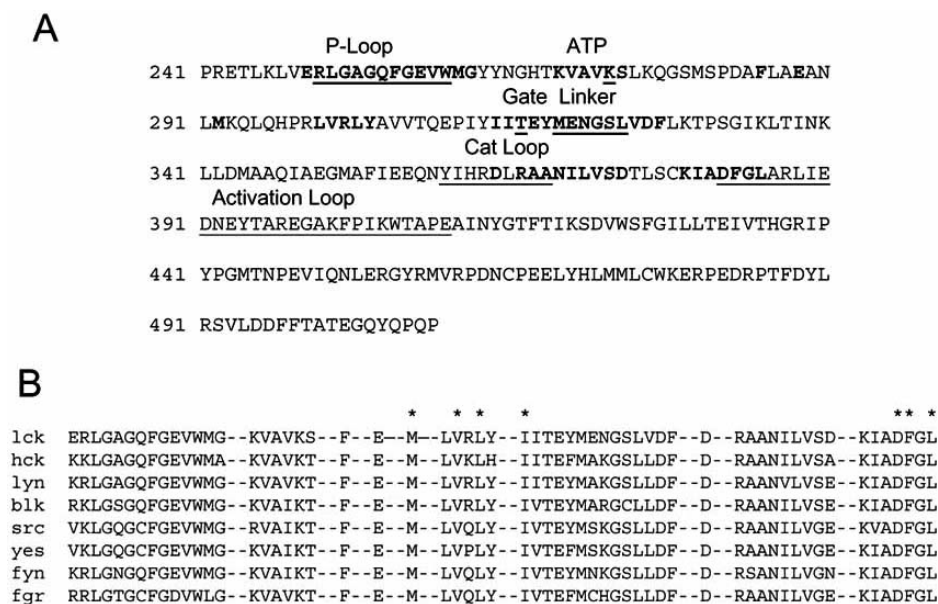 A
P-Loop ATP
241 PRETLKLVERLGAGQFGEVWMGYYNGHTKVAVKSLKQGSMSPDAFLAEAN
Gate Linker
291 LMKQLQHPRLVRLYAVVTQEPIYIITEYMENGSLVDFLKTPSGIKLTINK
Cat Loop
341 LLDMAAQIAEGMAFIEEQNYIHRDLRAANILVSDTLSCKIADFGLARLIE
Activation Loop
391 DNEYTAREGAKFPIKWTAPEAINYGTFTIKSDVWSFGILLTEIVTHGRIP
441 YPGMTNPEVIQNLERGYRMVRPDNCPEELYHLMMLCWKERPEDRPTFDYL
491 RSVLDDFFTATEGQYQPQP
B
* * * * ** *
lck ERLGAGQFGEVWMG--KVAVKS--F--E—M—-LVRLY--IITEYMENGSLVDF--D--RAANILVSD--KIADFGL
hck KKLGAGQFGEVWMA--KVAVKT--F--E--M--LVKLH--IITEFMAKGSLLDF--D--RAANILVSA--KIADFGL
lyn KRLGAGQFGEVWMG--KVAVKT--F--E--M--LVRLY--IITEYMAKGSLLDF--D--RAANVLVSE--KIADFGL
blk RKLGSGQFGEVWMG--KVAIKT--F--E--M--LVRLY--IVTEYMARGCLLDF--D--RAANILVSE--KIADFGL
src VKLGQGCFGEVWMG--RVAIKT--F--E--M--LVQLY--IVTEYMSKGSLLDF--D--RAANILVGE--KVADFGL
yes VKLGQGCFGEVWMG--KVAIKT--F--E--M--LVPLY--IVTEFMSKGSLLDF--D--RAANILVGE--KIADFGL
fyn KRLGNGQFGEVWMG--KVAIKT--F--E--M--LVQLY--IVTEYMNKGSLLDF--D--RSANILVGN--KIADFGL
fgr RRLGTGCFGDVWLG--KVAVKT--F--E--M--LVQLY--IVTEFMCHGSLLDF--D--RAANILVGE--KIADFGL